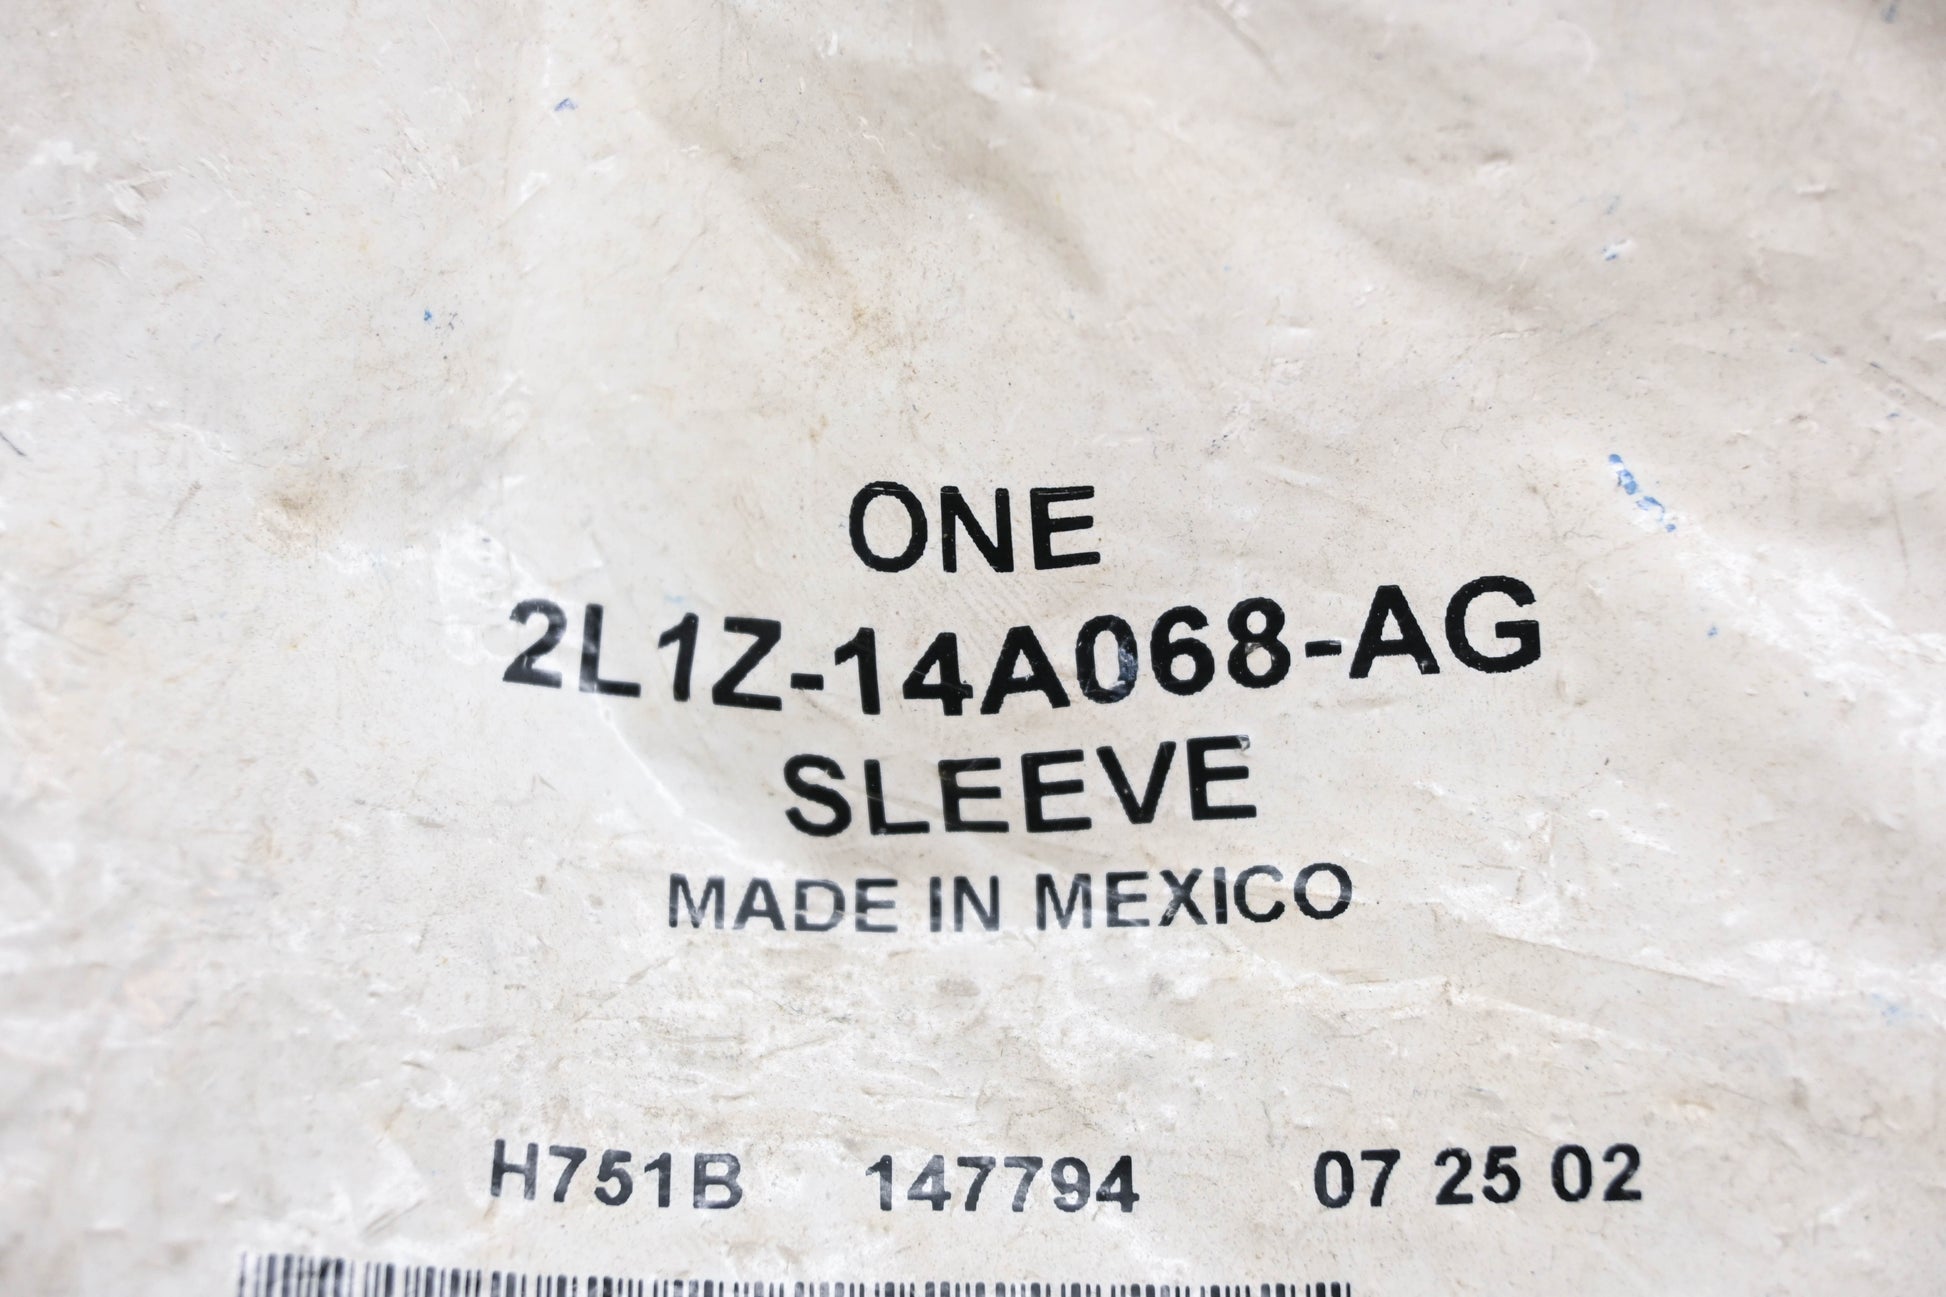 ONE
2L1Z-14A068-AG
SLEEVE
MADE IN MEXICO
H751B 147794 07 25 02